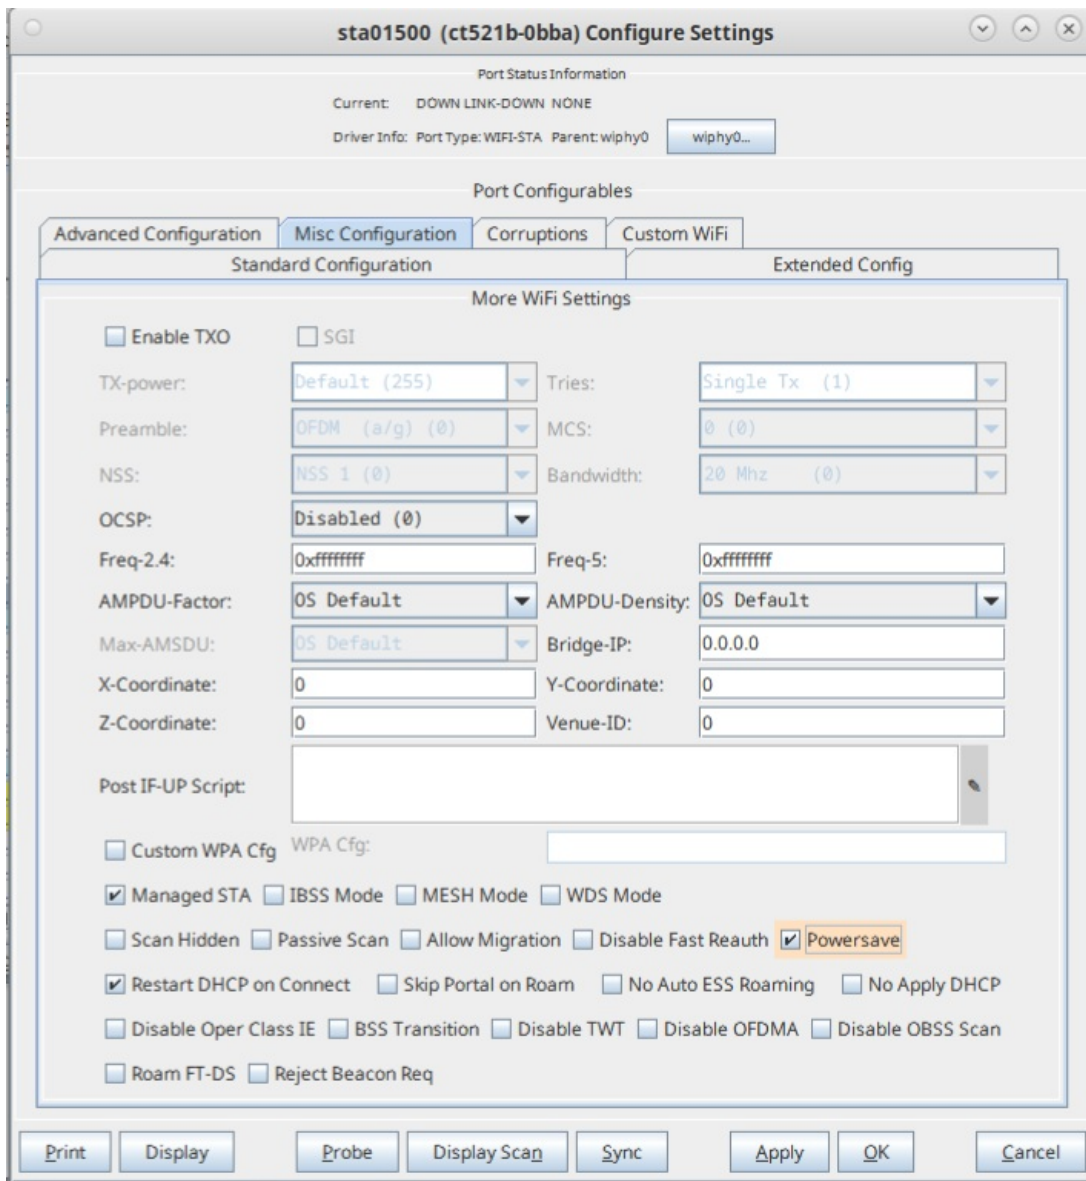 sta01500 (ct521b-0bba) Configure Settings
Port Status Information
Current: DOWN LINK-DOWN NONE
Driver Info: Port Type: WIFI-STA Parent: wiphy0 wiphy0...
Port Configurables
Advanced Configuration Misc Configuration Corruptions Custom WiFi
Standard Configuration Extended Config
More WiFi Settings
Enable TXO SGI
TX-power: Default (255) Tries: Single Tx (1)
Preamble: OFDM (a/g) (0) MCS: 0 (0)
NSS: NSS 1 (0) Bandwidth: 20 Mhz (0)
OCSP: Disabled (0)
Freq-2.4: 0xffffffff Freq-5: 0xffffffff
AMPDU-Factor: OS Default AMPDU-Density: OS Default
Max-AMSDU: OS Default Bridge-IP: 0.0.0.0
X-Coordinate: 0 Y-Coordinate: 0
Z-Coordinate: 0 Venue-ID: 0
Post IF-UP Script:
Custom WPA Cfg WPA Cfg:
Managed STA IBSS Mode MESH Mode WDS Mode
Scan Hidden Passive Scan Allow Migration Disable Fast Reauth Powersave
Restart DHCP on Connect Skip Portal on Roam No Auto ESS Roaming No Apply DHCP
Disable Oper Class IE BSS Transition Disable TWT Disable OFDMA Disable OBSS Scan
Roam FT-DS Reject Beacon Req
Print Display Probe Display Scan Sync Apply OK Cancel